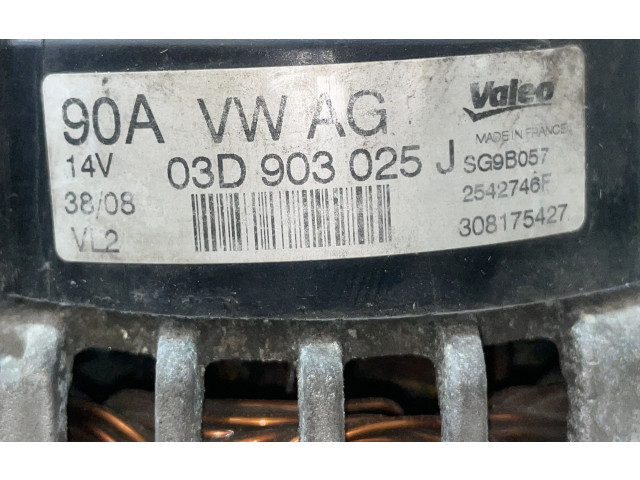 90A VW AG
Valeo
14V 03D 903 025 J
MADE IN FRANCE
SG9B057
38/08
2542746F
VL2
308175427